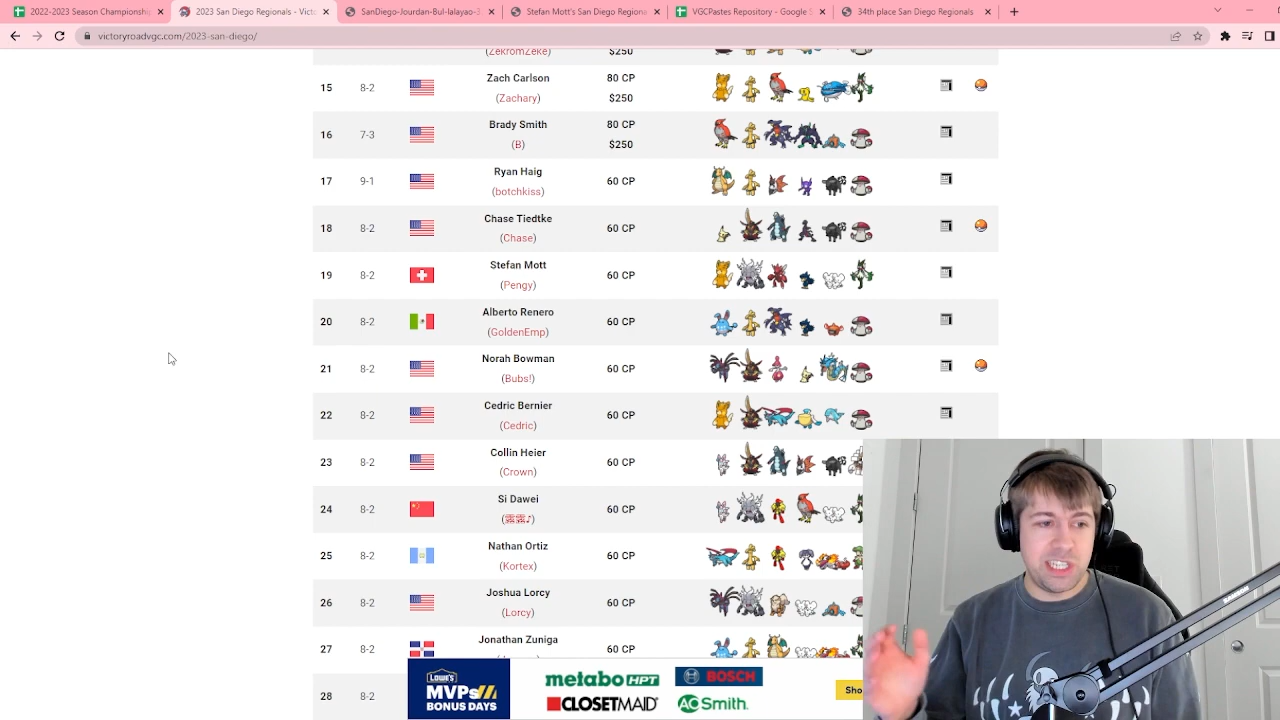 2022-2023 Season Championship
2023 San Diego Regionals - Victo
SanDiego-Jourdan-Bul-lalayao-3
Stefan Mott's San Diego Regiona
VGCPastes Repository - Google S
34th place San Diego Regionals
victoryroadvgc.com/2023-san-diego/
(ZekromZeke) $250
15 8-2 Zach Carlson 80 CP
(Zachary) $250
16 7-3 Brady Smith 80 CP
(B) $250
17 9-1 Ryan Haig 60 CP
(botchkiss)
18 8-2 Chase Tiedtke 60 CP
(Chase)
19 8-2 Stefan Mott 60 CP
(Pengy)
20 8-2 Alberto Renero 60 CP
(GoldenEmp)
21 8-2 Norah Bowman 60 CP
(Bubs!)
22 8-2 Cedric Bernier 60 CP
(Cedric)
23 8-2 Collin Heier 60 CP
(Crown)
24 8-2 Si Dawei 60 CP
(露露♪)
25 8-2 Nathan Ortiz 60 CP
(Kortex)
26 8-2 Joshua Lorcy 60 CP
(Lorcy)
27 8-2 Jonathan Zuniga 60 CP
28 8-2
LOWE'S
MVPs
BONUS DAYS
metabo HPT
BOSCH
CLOSETMAID
AO Smith.
Sho